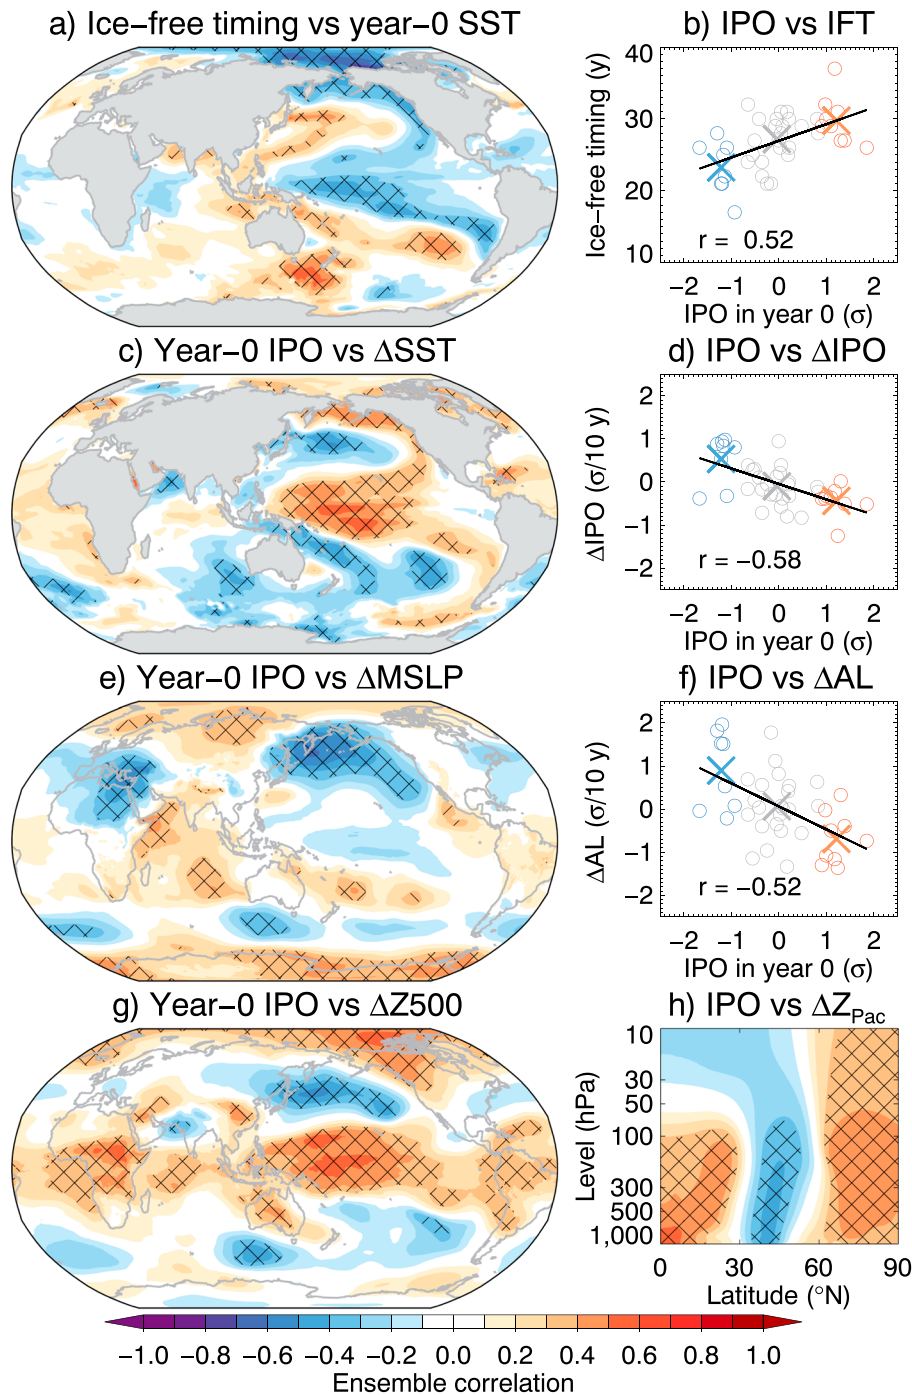 a) Ice−free timing vs year−0 SST
b) IPO vs IFT
Ice−free timing (y)
40
30
20
10
r = 0.52
−2 −1 0 1 2
IPO in year 0 (σ)
c) Year−0 IPO vs ΔSST
d) IPO vs ΔIPO
ΔIPO (σ/10 y)
2
1
0
−1
−2
r = −0.58
−2 −1 0 1 2
IPO in year 0 (σ)
e) Year−0 IPO vs ΔMSLP
f) IPO vs ΔAL
ΔAL (σ/10 y)
2
1
0
−1
−2
r = −0.52
−2 −1 0 1 2
IPO in year 0 (σ)
g) Year−0 IPO vs ΔZ500
h) IPO vs ΔZPac
Level (hPa)
10
30
50
100
300
500
1,000
0 30 60 90
Latitude (°N)
−1.0 −0.8 −0.6 −0.4 −0.2 0.0 0.2 0.4 0.6 0.8 1.0
Ensemble correlation